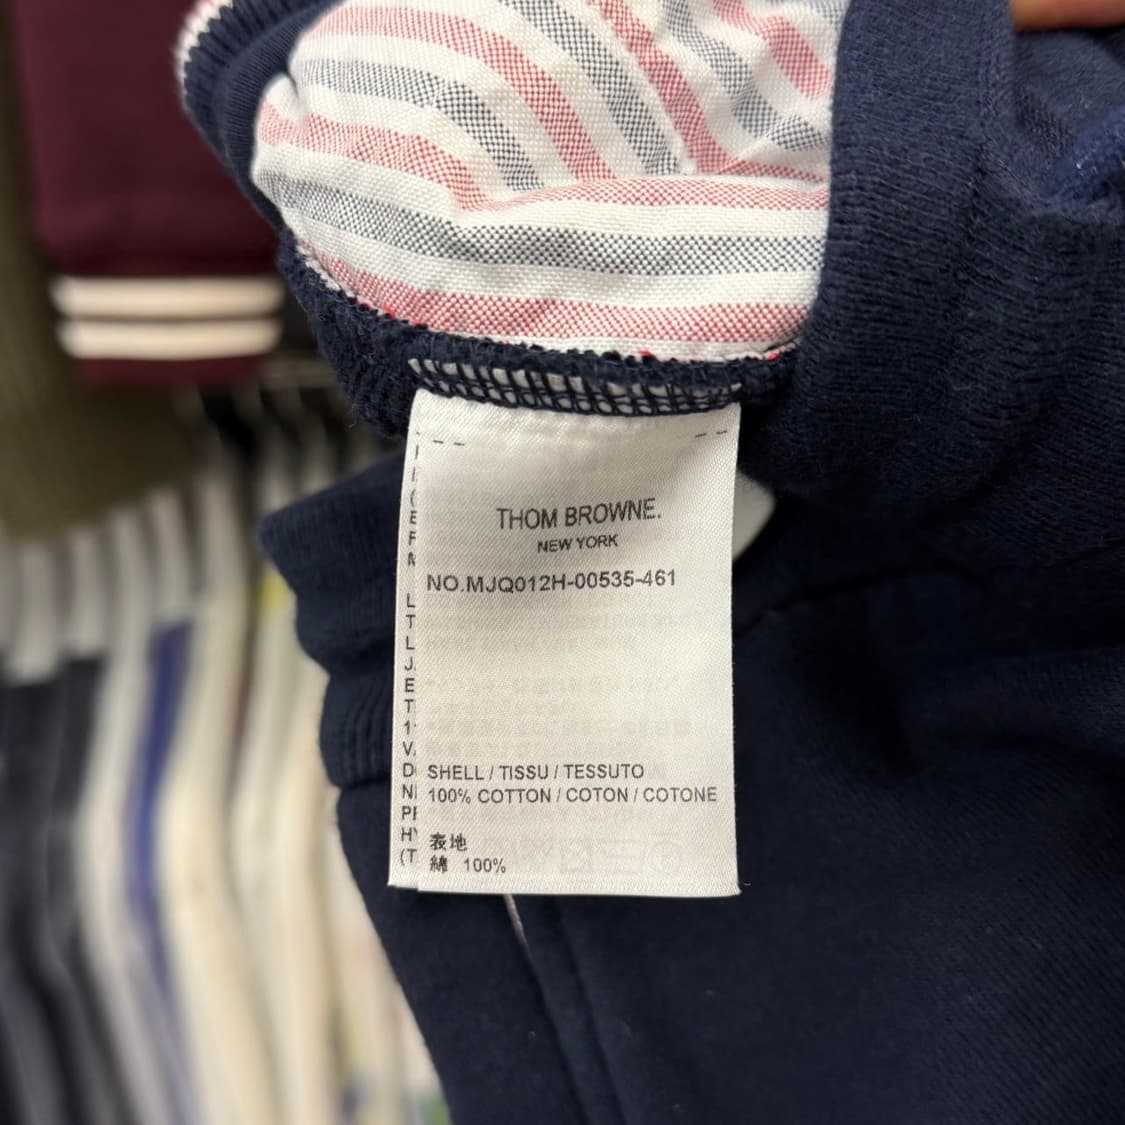 THOM BROWNE.
NEW YORK
NO.MJQ012H-00535-461
SHELL / TISSU / TESSUTO
100% COTTON / COTON / COTONE
表地
綿 100%